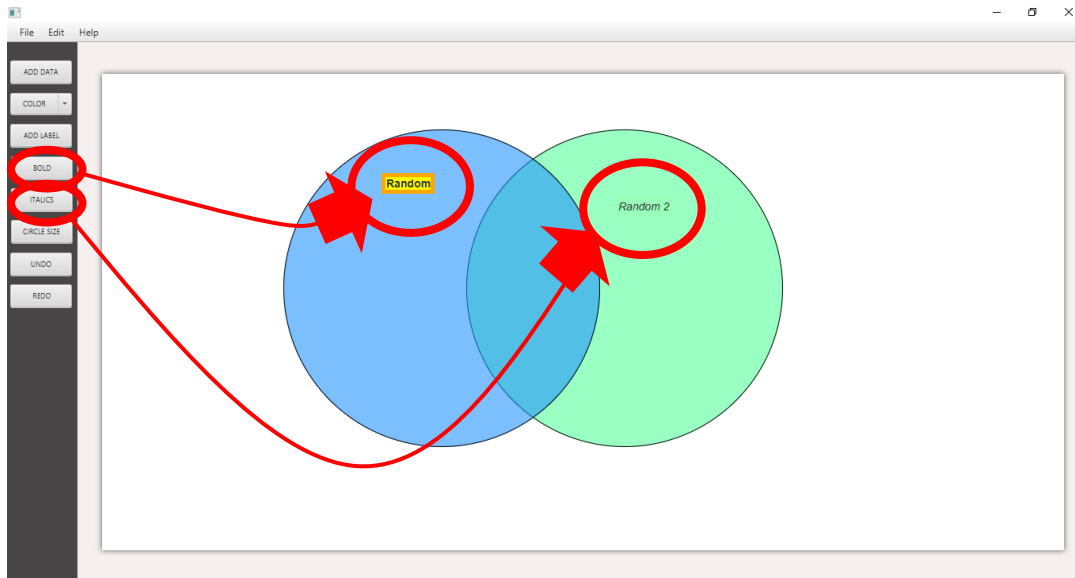 File Edit Help
ADD DATA
COLOR
ADD LABEL
BOLD
ITALICS
CIRCLE SIZE
UNDO
REDO
Random
Random 2